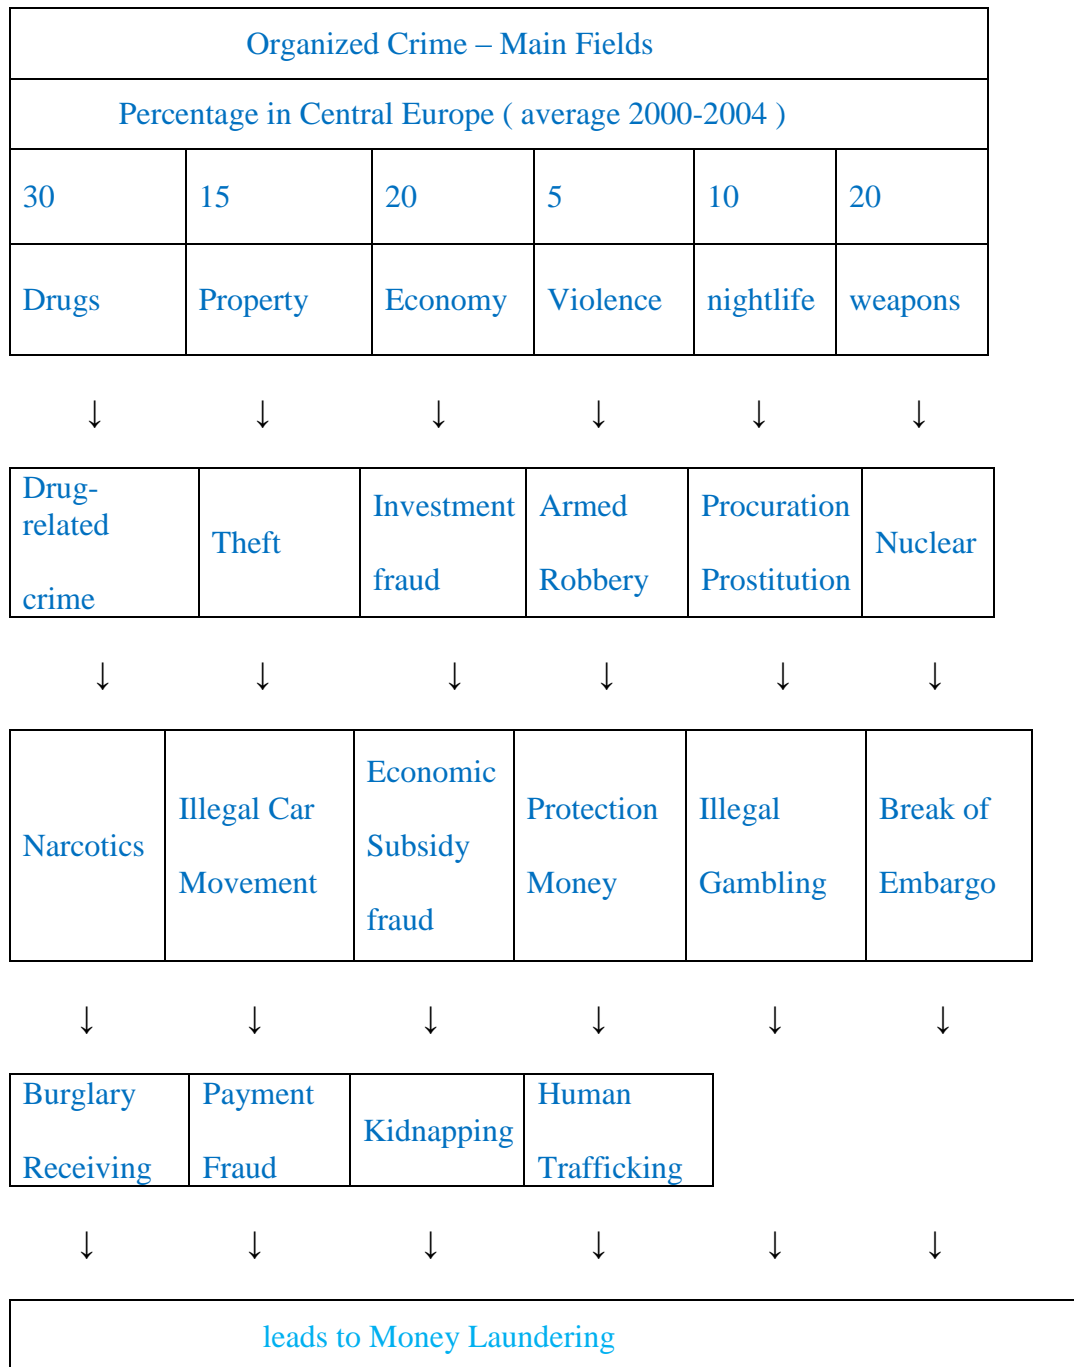 Organized Crime – Main Fields
Percentage in Central Europe ( average 2000-2004 )
30 15 20 5 10 20
Drugs Property Economy Violence nightlife weapons
↓ ↓ ↓ ↓ ↓ ↓
Drug-
related
crime
Theft
Investment
fraud
Armed
Robbery
Procuration
Prostitution
Nuclear
↓ ↓ ↓ ↓ ↓ ↓
Narcotics
Illegal Car
Movement
Economic
Subsidy
fraud
Protection
Money
Illegal
Gambling
Break of
Embargo
↓ ↓ ↓ ↓ ↓ ↓
Burglary
Receiving
Payment
Fraud
Kidnapping
Human
Trafficking
↓ ↓ ↓ ↓ ↓ ↓
leads to Money Laundering